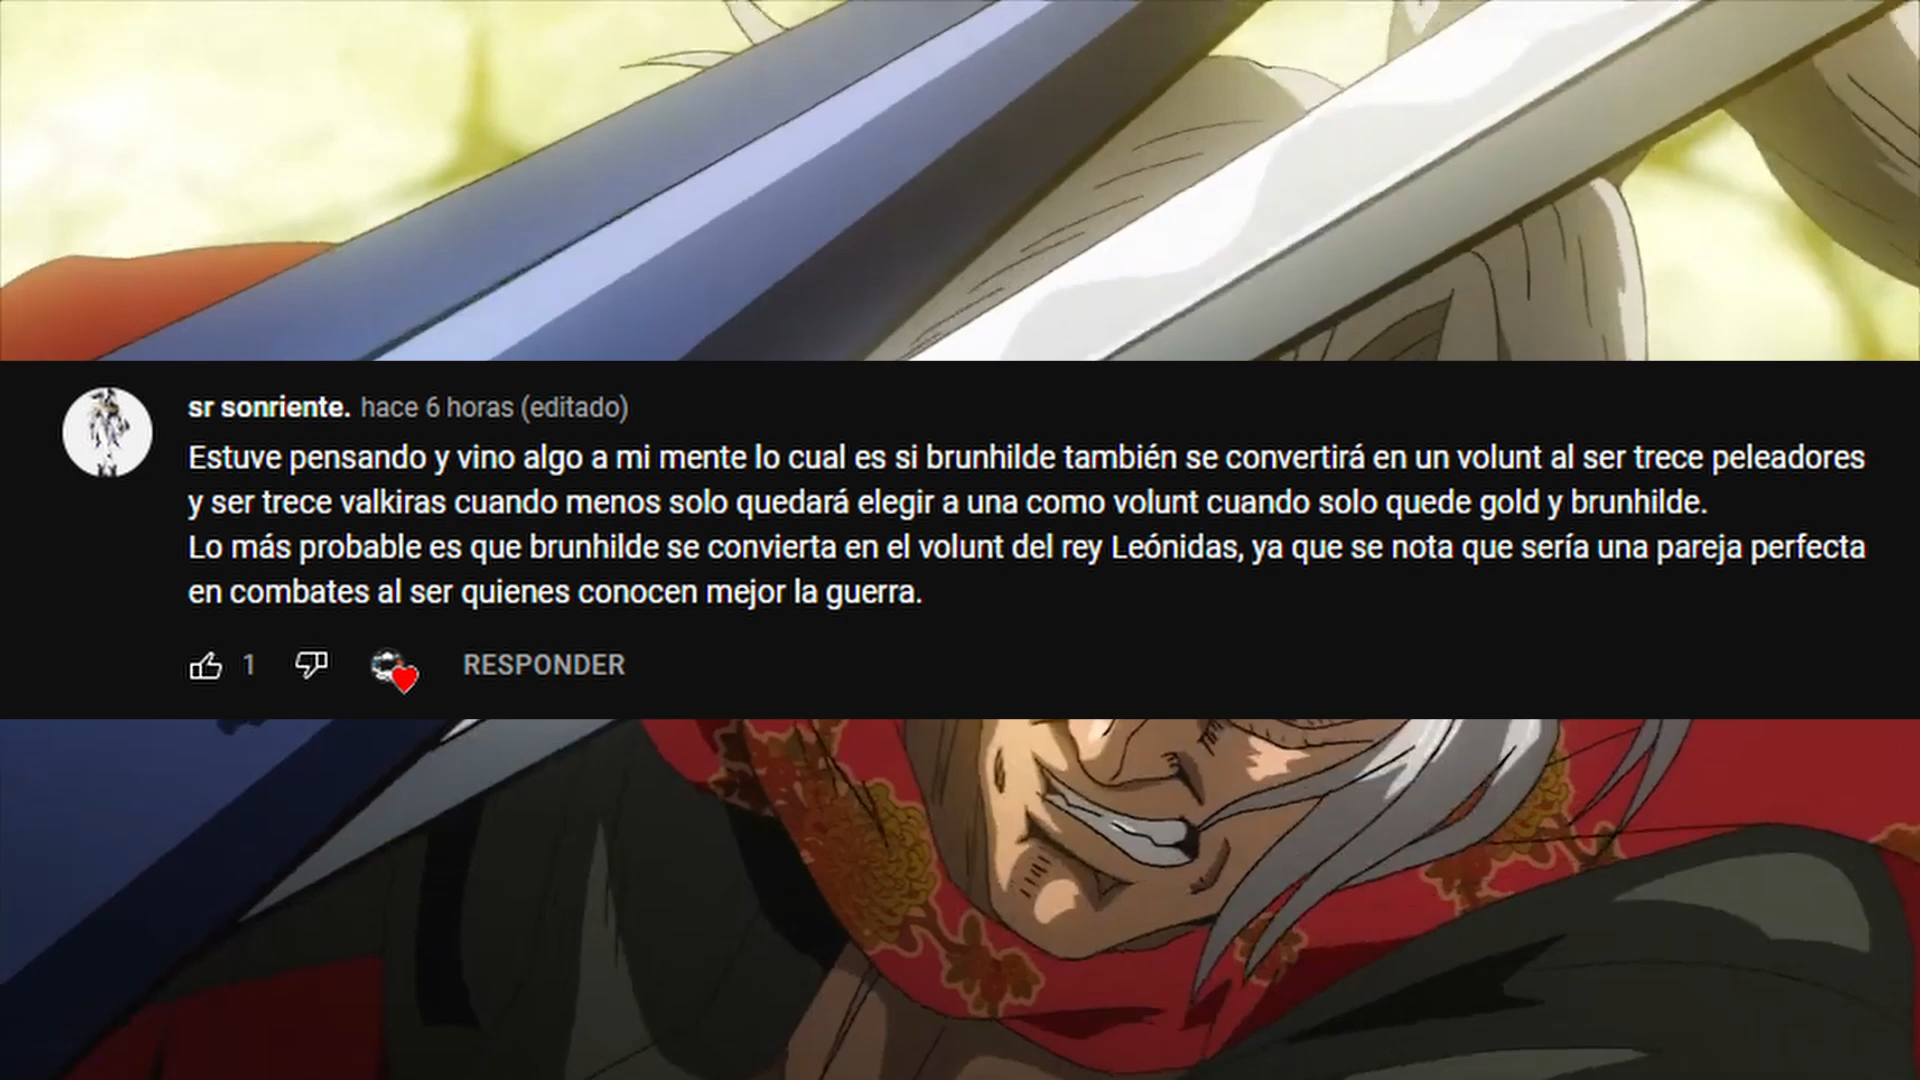 sr sonriente. hace 6 horas (editado)
Estuve pensando y vino algo a mi mente lo cual es si brunhilde también se convertirá en un volunt al ser trece peleadores
y ser trece valkiras cuando menos solo quedará elegir a una como volunt cuando solo quede gold y brunhilde.
Lo más probable es que brunhilde se convierta en el volunt del rey Leónidas, ya que se nota que sería una pareja perfecta
en combates al ser quienes conocen mejor la guerra.
1 RESPONDER